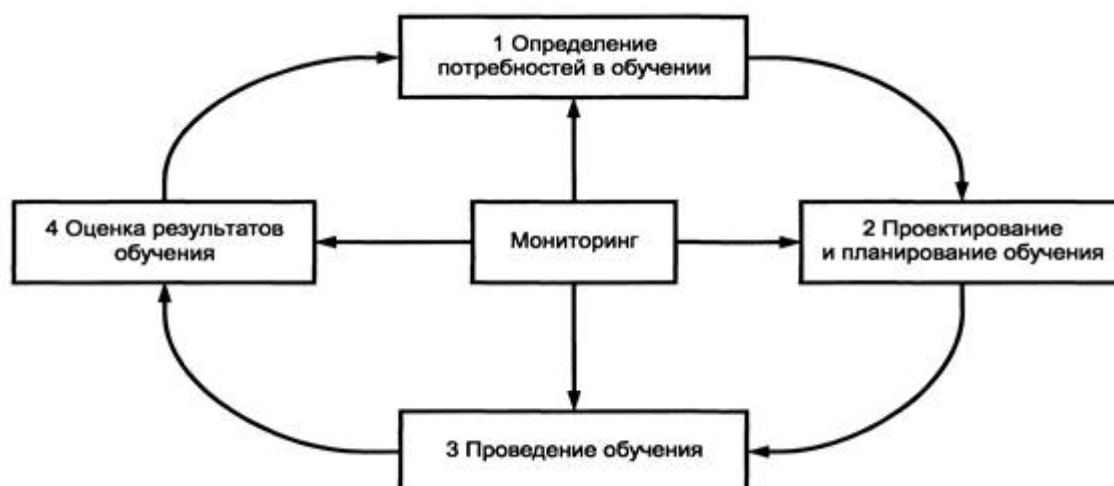 1 Определение
потребностей в обучении
4 Оценка результатов
обучения
Мониторинг
2 Проектирование
и планирование обучения
3 Проведение обучения